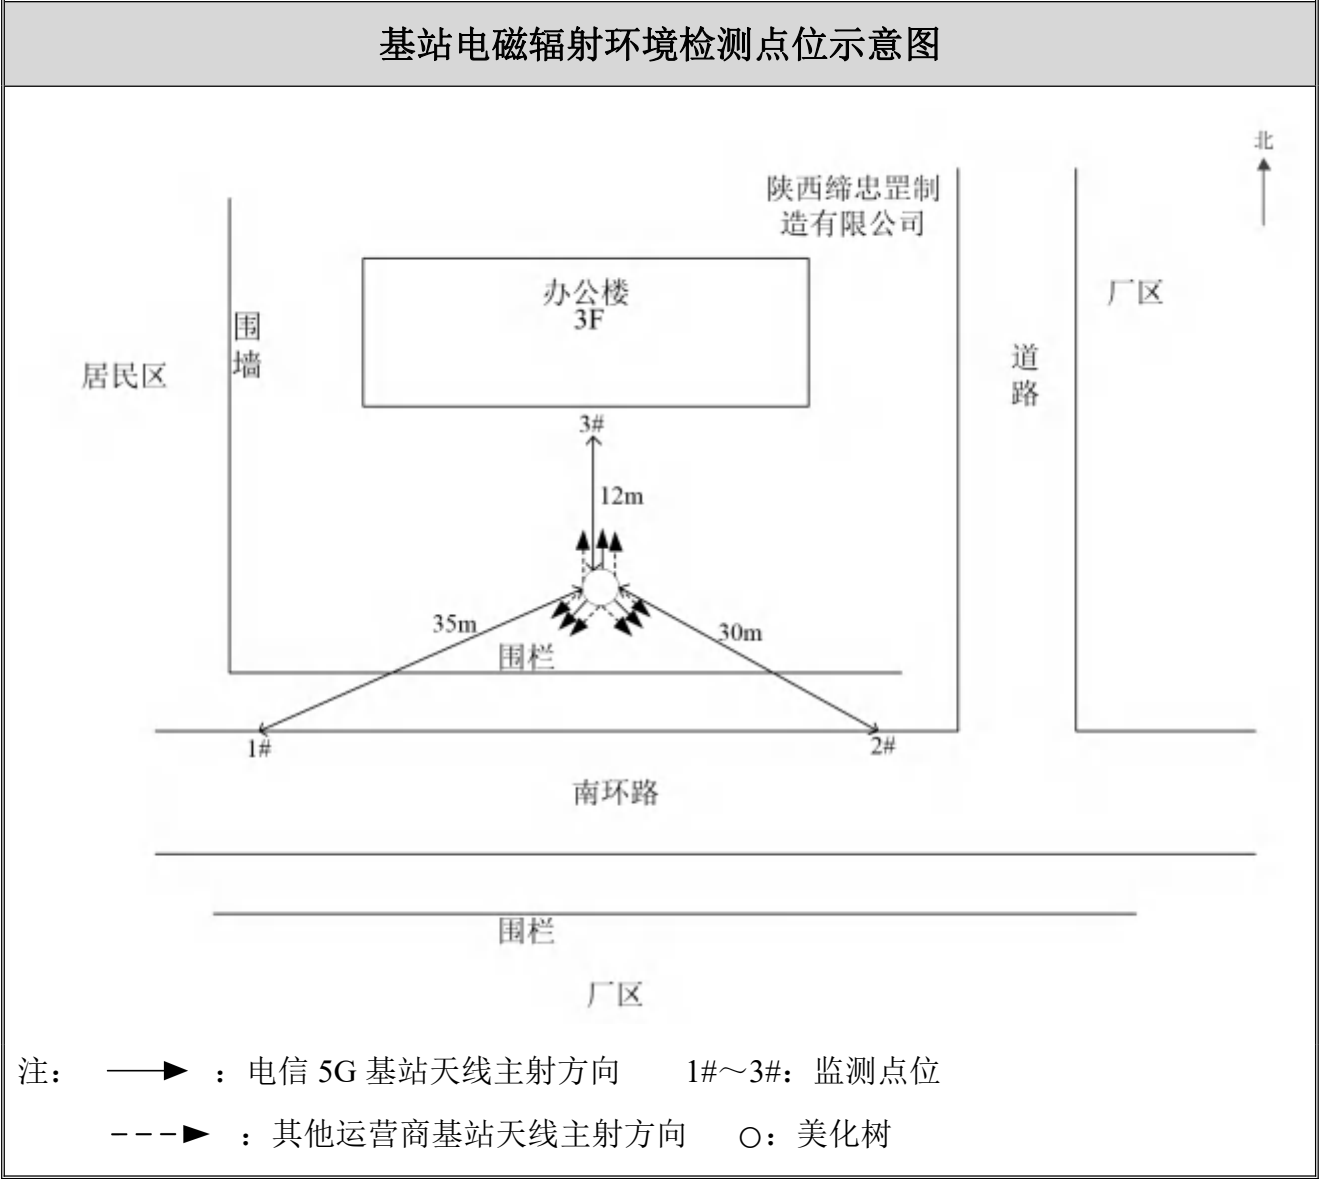 基站电磁辐射环境检测点位示意图
北
陕西缔忠罡制
造有限公司
办公楼
3F
厂区
围
墙
居民区
道
路
3#
12m
35m
30m
围栏
1#
2#
南环路
围栏
厂区
注： ：电信 5G 基站天线主射方向 1#～3#：监测点位
：其他运营商基站天线主射方向 ○：美化树